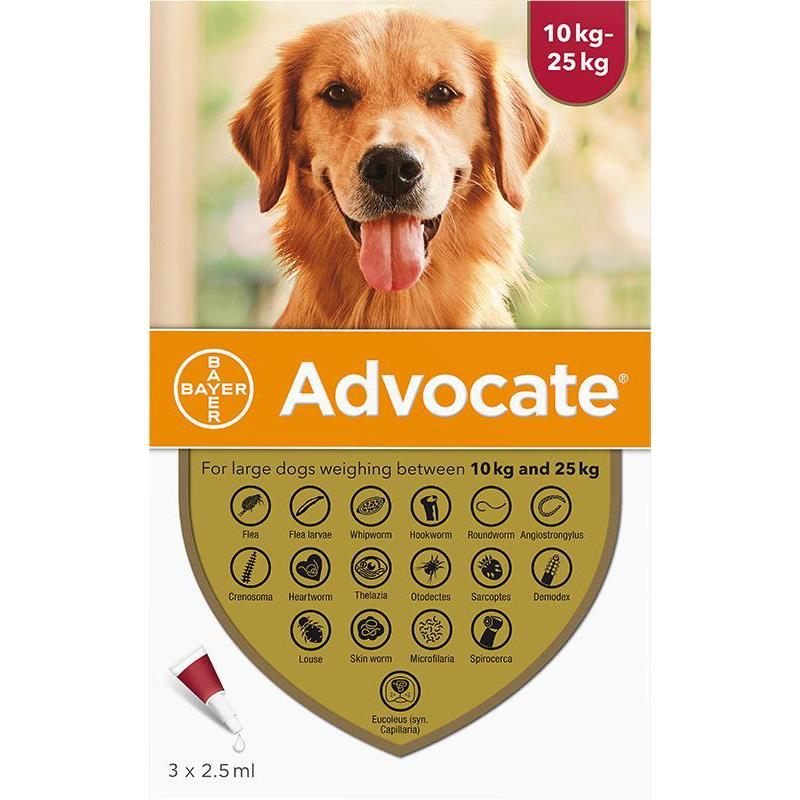 10 kg-
25 kg
BAYER
BAYER
Advocate®
For large dogs weighing between 10 kg and 25 kg
Flea Flea larvae Whipworm Hookworm Roundworm Angiostrongylus
Crenosoma Heartworm Thelazia Otodectes Sarcoptes Demodex
Louse Skin worm Microfilaria Spirocerca
Eucoleus (syn.
Capillaria)
3 x 2.5 ml